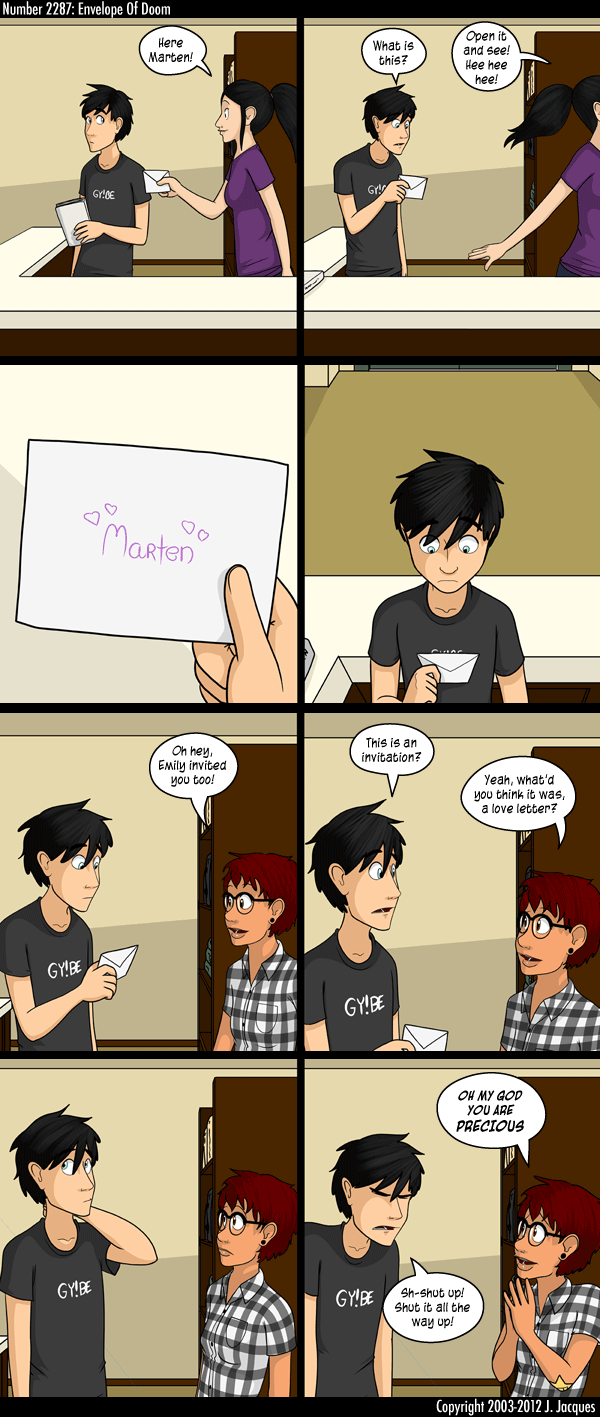 Number 2287: Envelope Of Doom
Here
Marten!
GY!BE
What is
this?
Open it
and see!
Hee hee
hee!
GY!BE
Marten
GY!BE
Oh hey,
Emily invited
you too!
GY!BE
This is an
invitation?
Yeah, what'd
you think it was,
a love letter?
GY!BE
GY!BE
OH MY GOD
YOU ARE
PRECIOUS
Sh-shut up!
Shut it all the
way up!
GY!BE
Copyright 2003-2012 J. Jacques